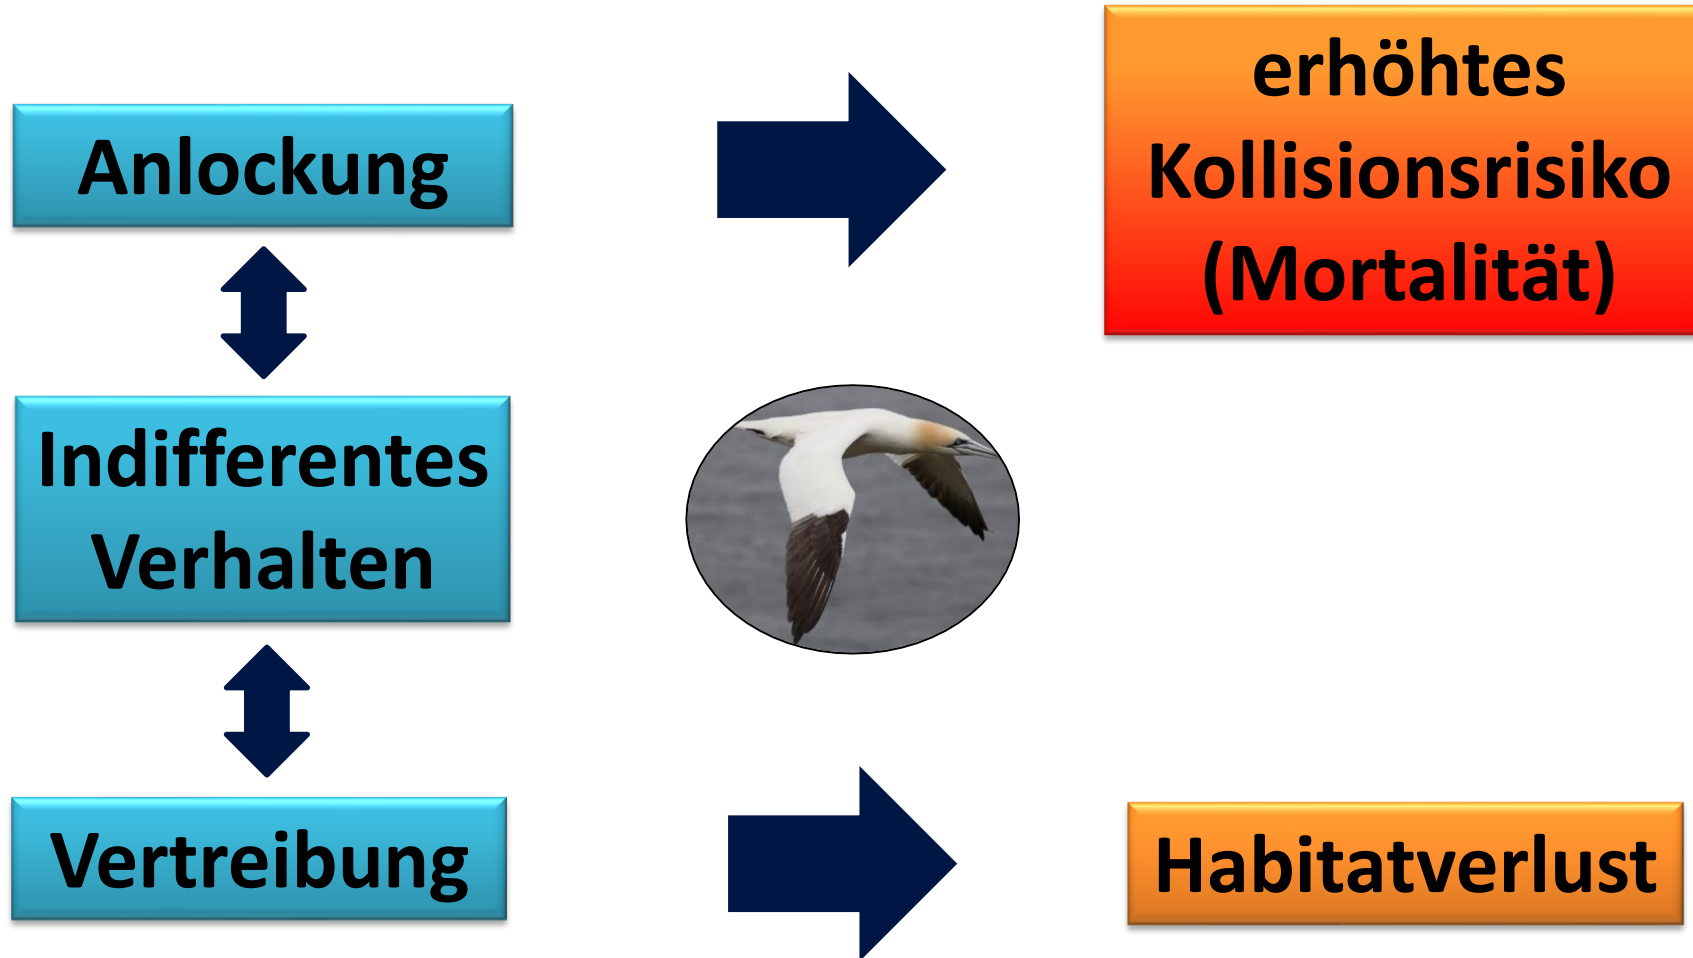 Anlockung
erhöhtes
Kollisionsrisiko
(Mortalität)
Indifferentes
Verhalten
Vertreibung
Habitatverlust